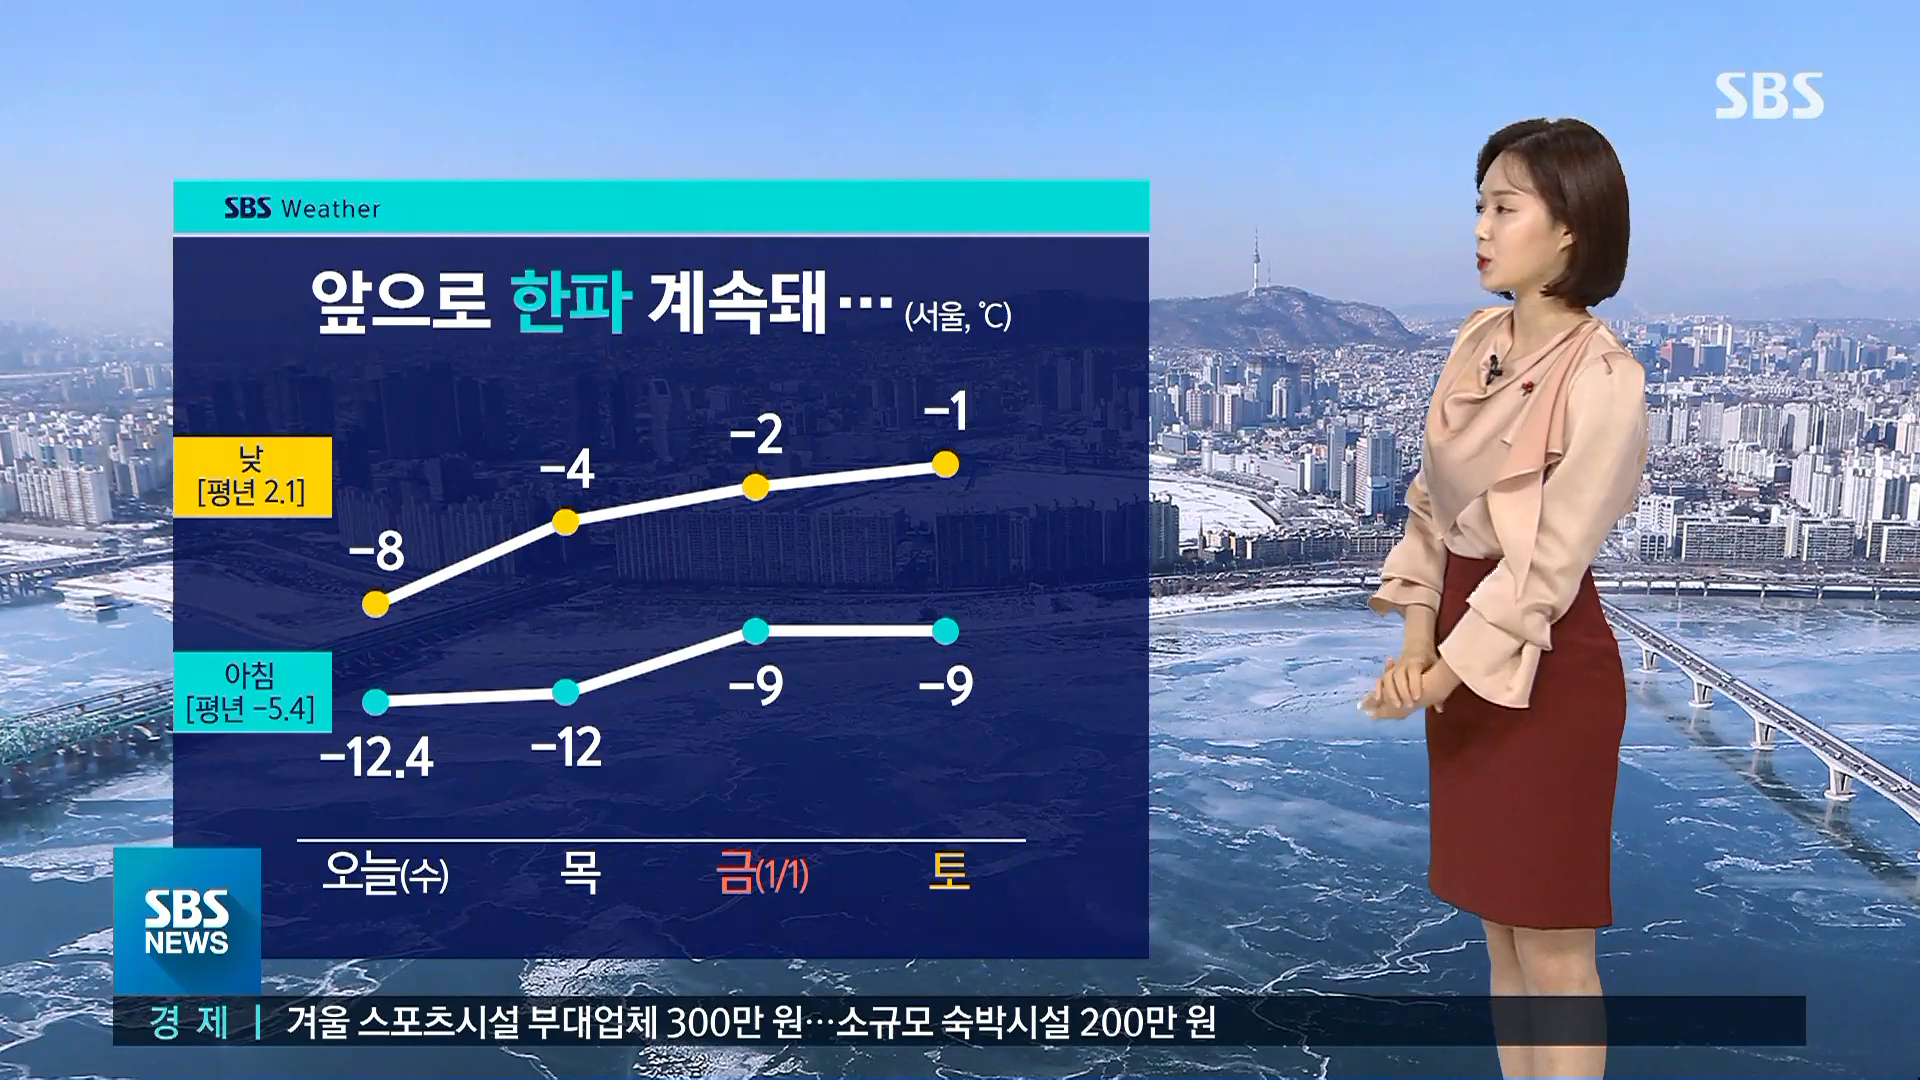 SBS
SBS Weather
앞으로 한파 계속돼… (서울, ℃)
낮
[평년 2.1]
-8
-4
-2
-1
아침
[평년 -5.4]
-12.4
-12
-9
-9
오늘(수)
목
금(1/1)
토
SBS
NEWS
경제 | 겨울 스포츠시설 부대업체 300만 원…소규모 숙박시설 200만 원